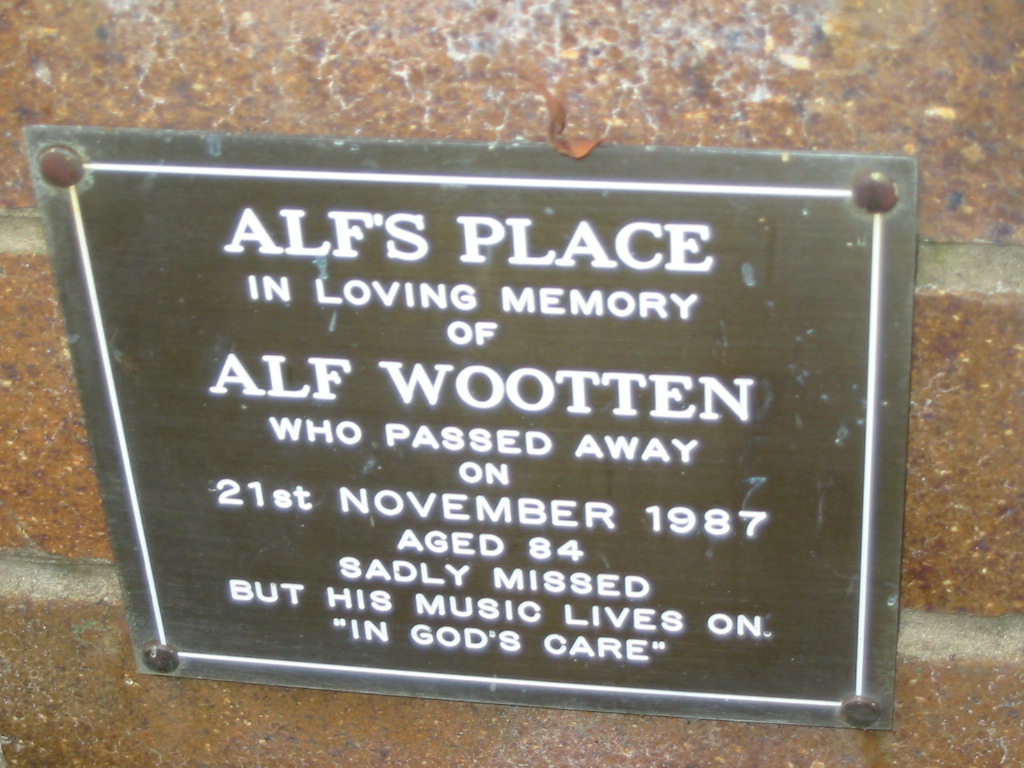 ALF'S PLACE
IN LOVING MEMORY
OF
ALF WOOTTEN
WHO PASSED AWAY
ON
21st NOVEMBER 1987
AGED 84
SADLY MISSED
BUT HIS MUSIC LIVES ON.
"IN GOD'S CARE"